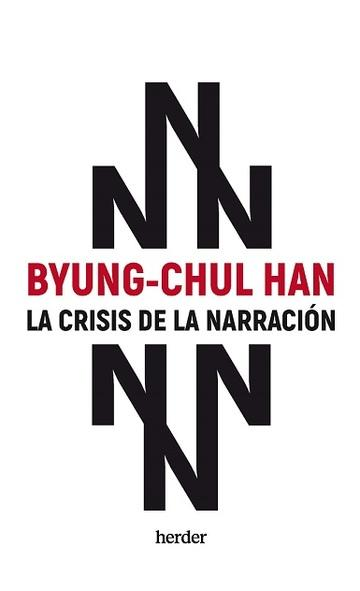 N
N N
BYUNG-CHUL HAN
LA CRISIS DE LA NARRACIÓN
N N
N
herder